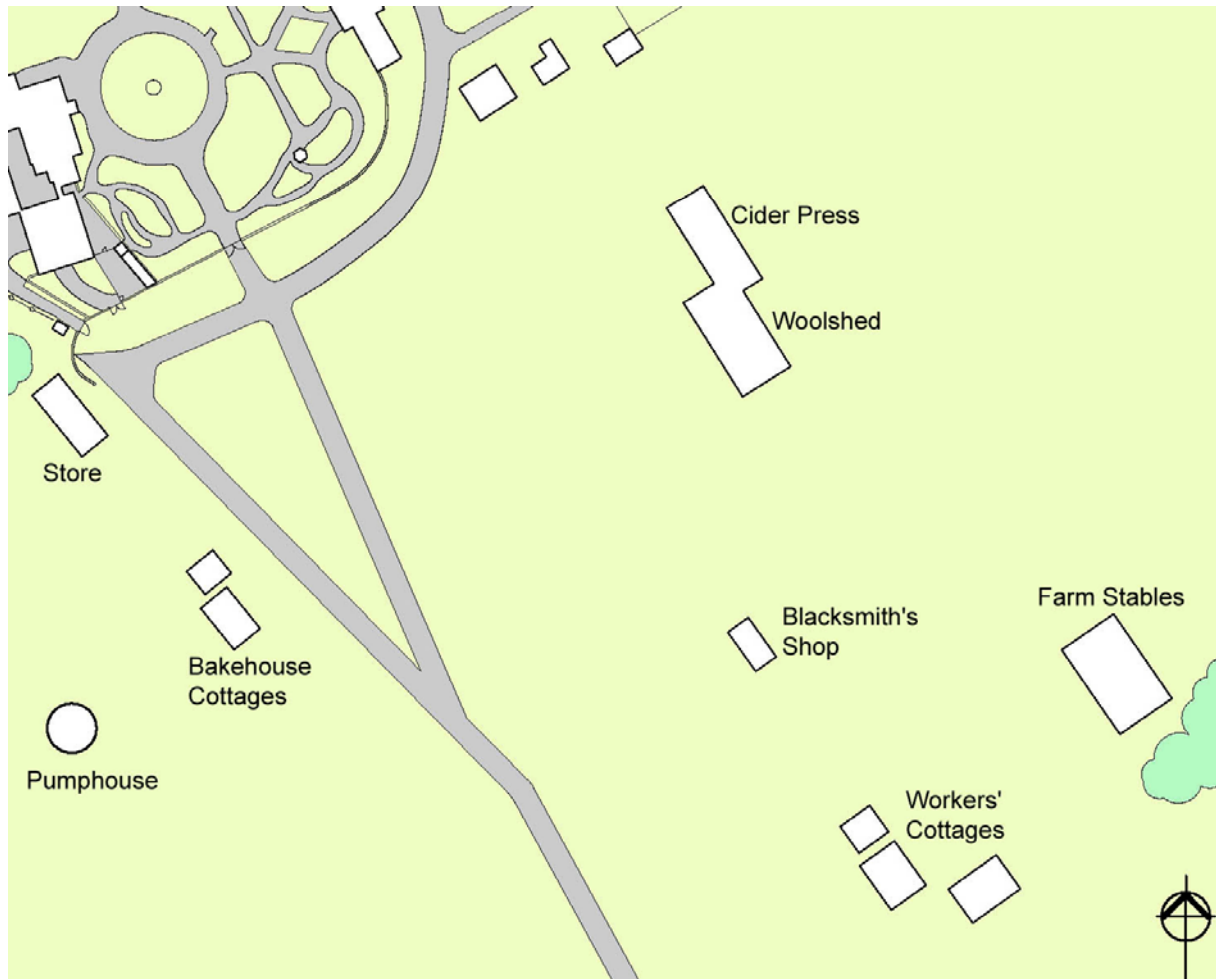 Cider Press
Woolshed
Store
Farm Stables
Blacksmith's
Shop
Bakehouse
Cottages
Pumphouse
Workers'
Cottages